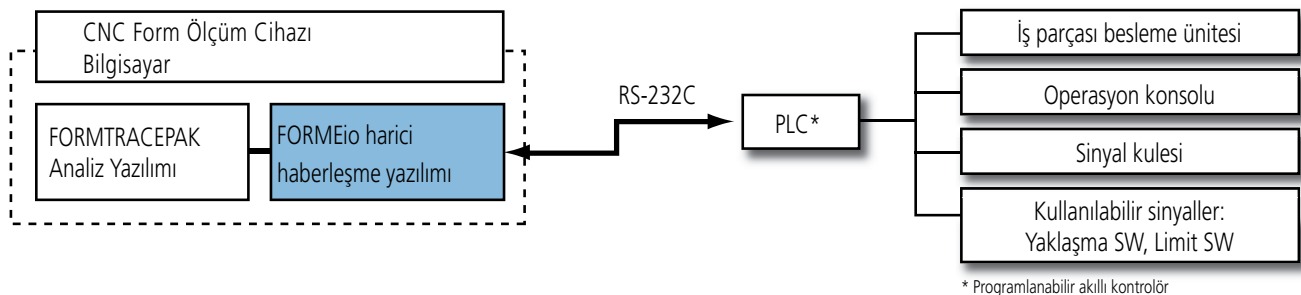 CNC Form Ölçüm Cihazı
Bilgisayar
FORMTRACEPAK
Analiz Yazılımı
FORMEio harici
haberleşme yazılımı
RS-232C
PLC*
İş parçası besleme ünitesi
Operasyon konsolu
Sinyal kulesi
Kullanılabilir sinyaller:
Yaklaşma SW, Limit SW
* Programlanabilir akıllı kontrolör